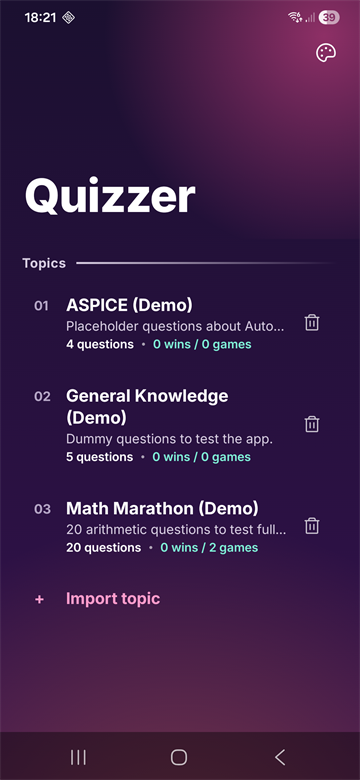 18:21
39
Quizzer
Topics
01 ASPICE (Demo)
Placeholder questions about Auto...
4 questions • 0 wins / 0 games
02 General Knowledge
(Demo)
Dummy questions to test the app.
5 questions • 0 wins / 0 games
03 Math Marathon (Demo)
20 arithmetic questions to test full...
20 questions • 0 wins / 2 games
+ Import topic